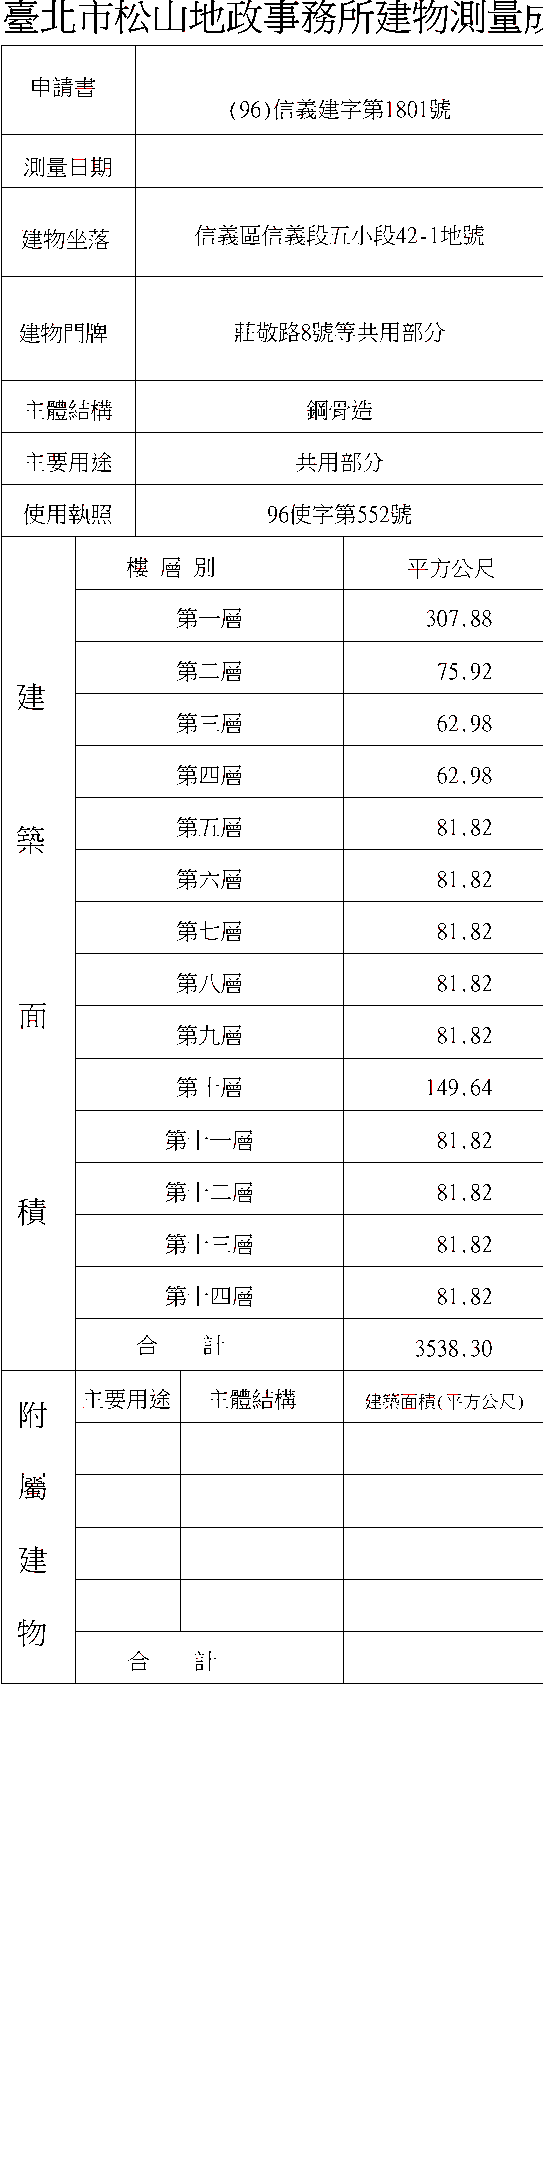 臺北市松山地政事務所建物測量成
申請書 (96)信義建字第1801號
測量日期
建物坐落 信義區信義段五小段42-1地號
建物門牌 莊敬路8號等共用部分
主體結構 鋼骨造
主要用途 共用部分
使用執照 96使字第552號
建築面積 樓層別 平方公尺
第一層 307.88
第二層 75.92
第三層 62.98
第四層 62.98
第五層 81.82
第六層 81.82
第七層 81.82
第八層 81.82
第九層 81.82
第十層 149.64
第十一層 81.82
第十二層 81.82
第十三層 81.82
第十四層 81.82
合計 3538.30
附屬建物 主要用途 主體結構 建築面積(平方公尺)
合計